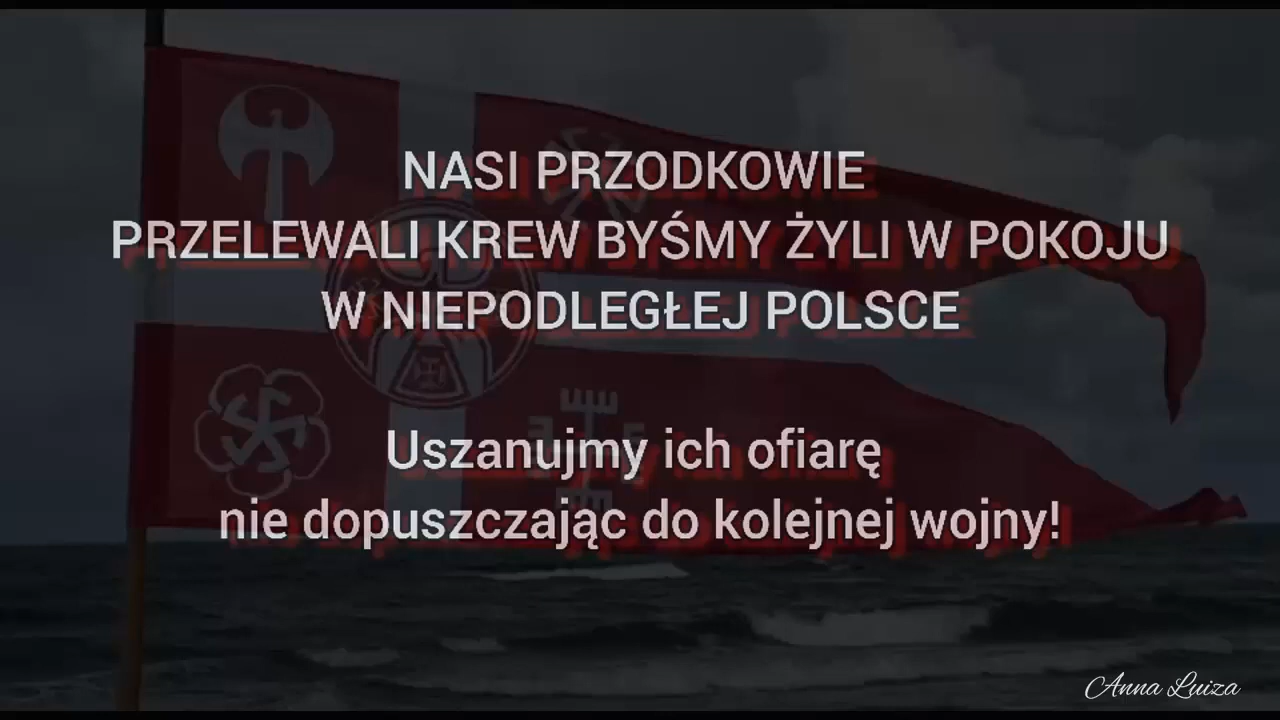 NASI PRZODKOWIE
PRZELEWALI KREW BYŚMY ŻYLI W POKOJU
W NIEPODLEGŁEJ POLSCE
Uszanujmy ich ofiarę
nie dopuszczając do kolejnej wojny!
Anna Luiza